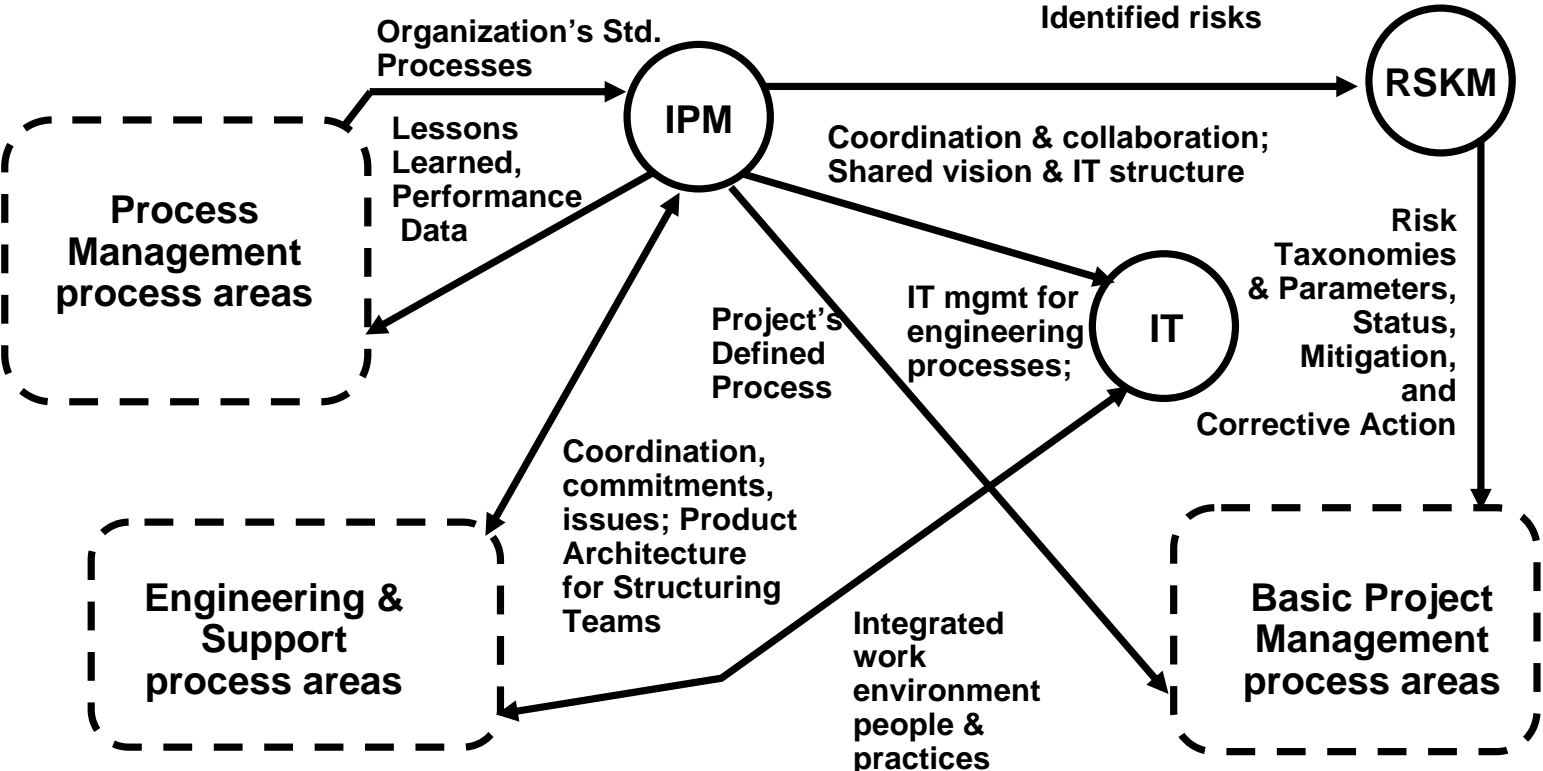 Identified risks
Organization’s Std.
Processes
IPM
RSKM
Lessons
Learned,
Performance
Data
Coordination & collaboration;
Shared vision & IT structure
Process
Management
process areas
Risk
Taxonomies
& Parameters,
Status,
Mitigation,
and
Corrective Action
IT mgmt for
engineering
processes;
IT
Project’s
Defined
Process
Coordination,
commitments,
issues; Product
Architecture
for Structuring
Teams
Engineering &
Support
process areas
Integrated
work
environment
people &
practices
Basic Project
Management
process areas